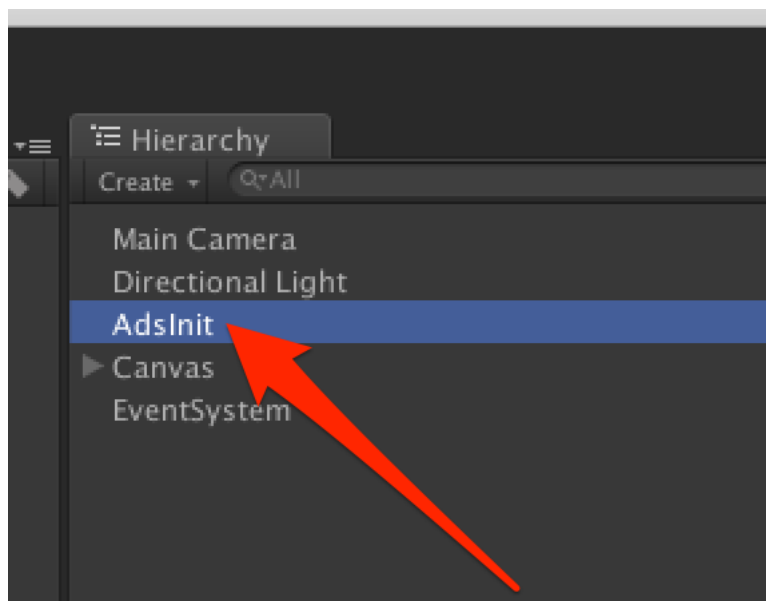 Hierarchy
Create All
Main Camera
Directional Light
AdsInit
Canvas
EventSystem